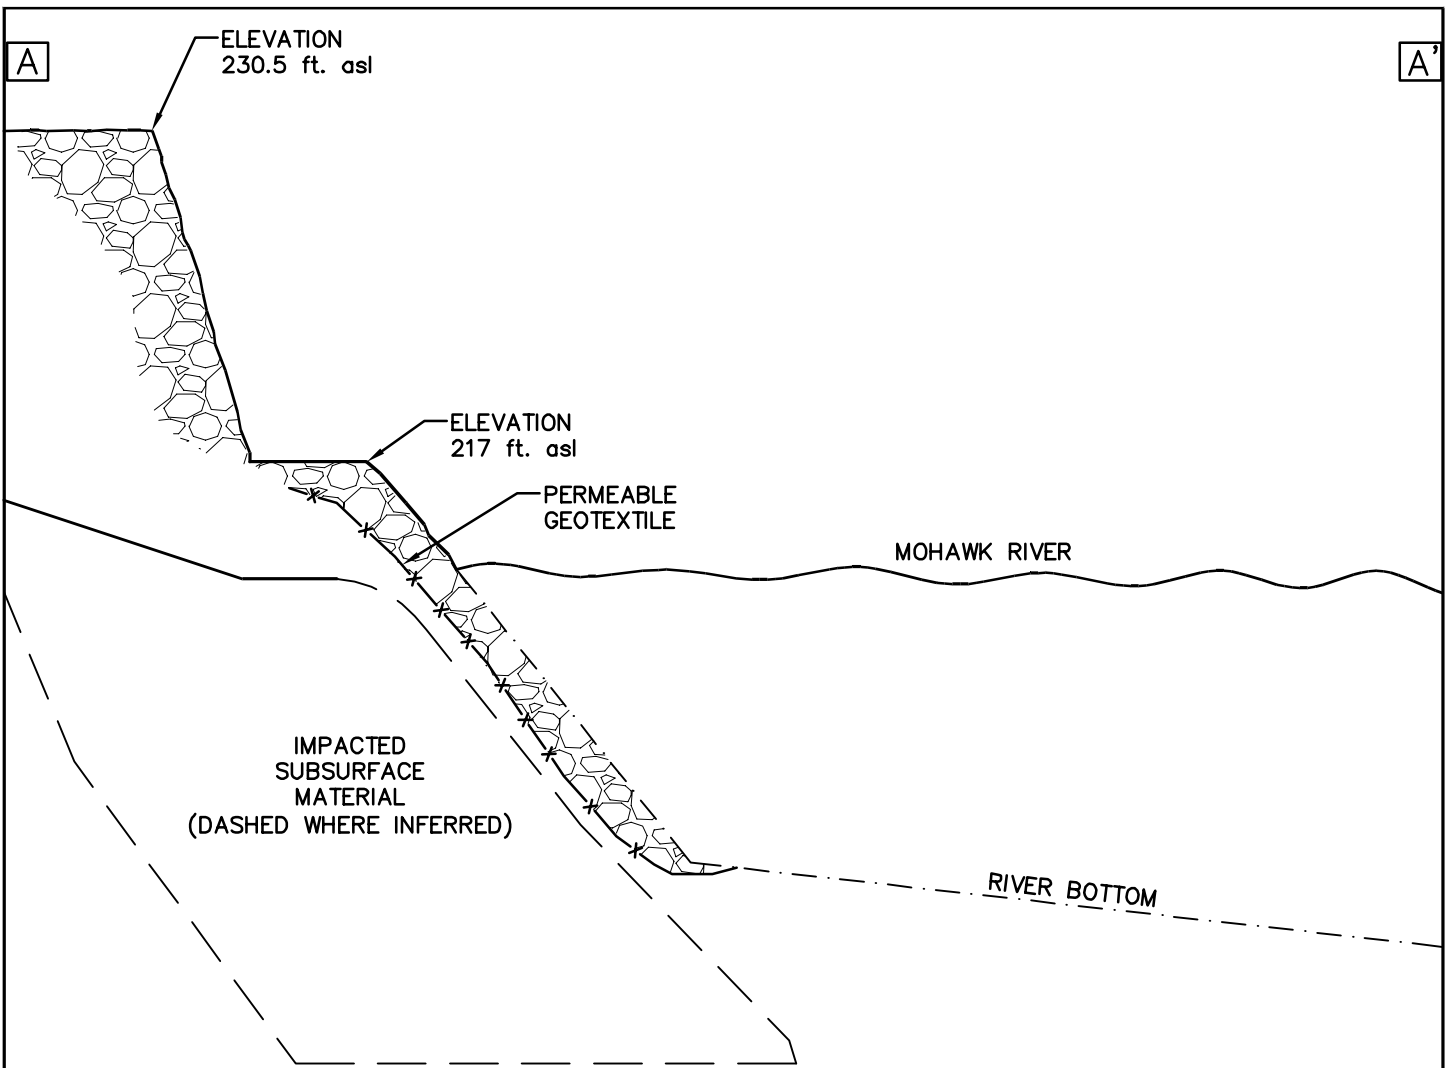 A
A'
ELEVATION
230.5 ft. asl
ELEVATION
217 ft. asl
PERMEABLE
GEOTEXTILE
MOHAWK RIVER
IMPACTED
SUBSURFACE
MATERIAL
(DASHED WHERE INFERRED)
RIVER BOTTOM